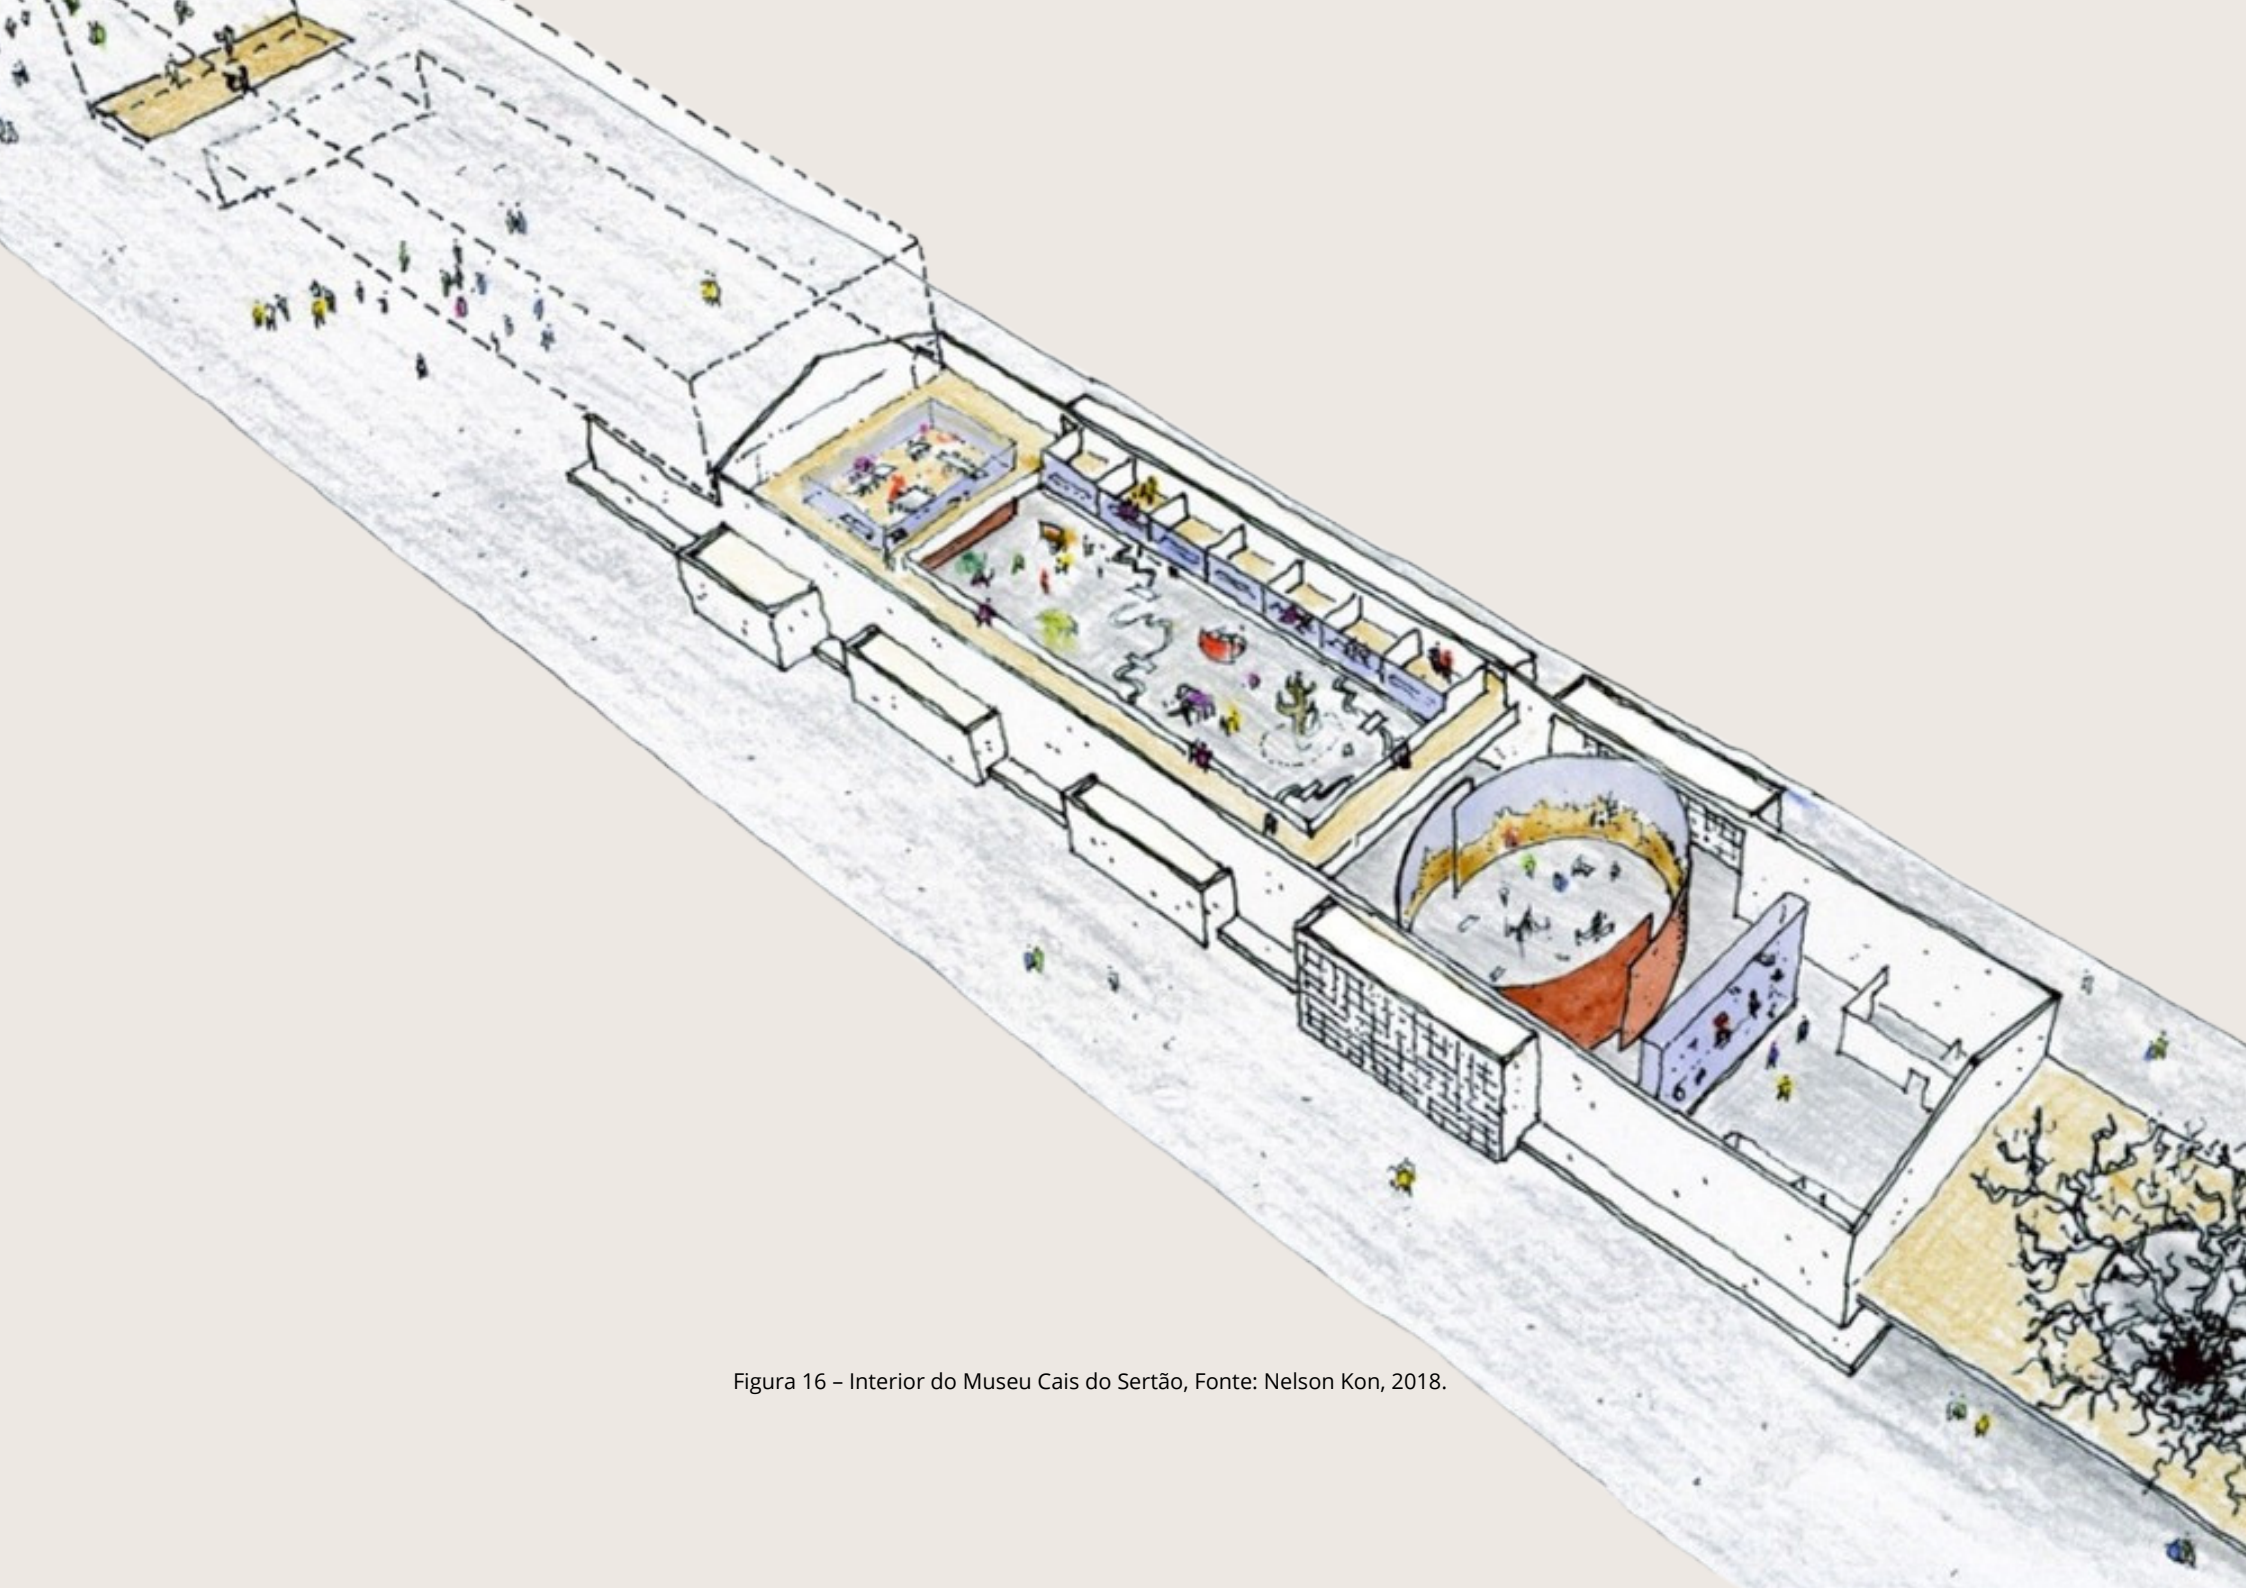 Figura 16 – Interior do Museu Cais do Sertão, Fonte: Nelson Kon, 2018.